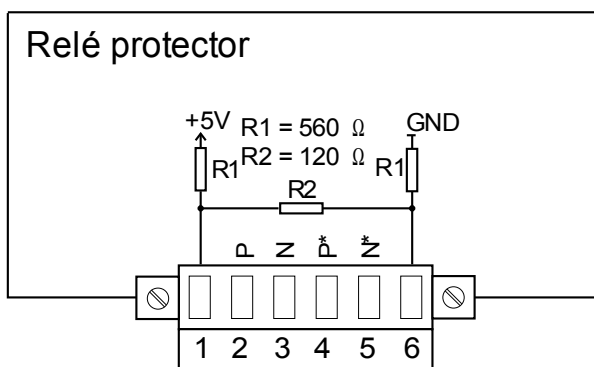 Relé protector
+5V R1 = 560 Ω GND
R2 = 120 Ω
R1 R2 R1
P N P* N*
1 2 3 4 5 6